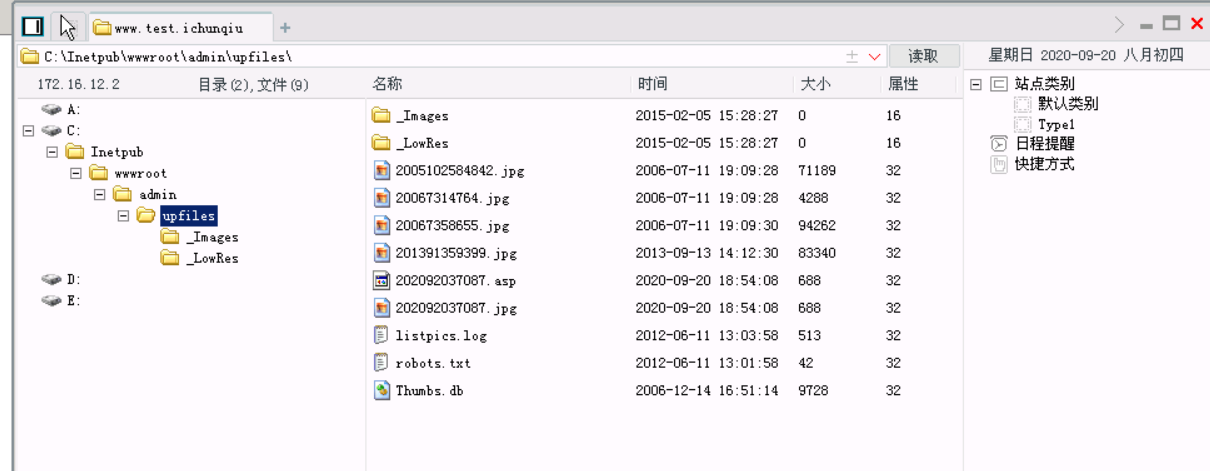 www.test.ichunqiu +
C:\Inetpub\wwwroot\admin\upfiles\ 读取 星期日 2020-09-20 八月初四
172.16.12.2 目录(2),文件(9) 名称 时间 大小 属性
A:
C:
Inetpub
wwwroot
admin
upfiles
_Images
_LowRes
D:
E:
_Images 2015-02-05 15:28:27 0 16
_LowRes 2015-02-05 15:28:27 0 16
2005102584842.jpg 2006-07-11 19:09:28 71189 32
20067314764.jpg 2006-07-11 19:09:28 4288 32
20067358655.jpg 2006-07-11 19:09:30 94262 32
201391359399.jpg 2013-09-13 14:12:30 83340 32
202092037087.asp 2020-09-20 18:54:08 688 32
202092037087.jpg 2020-09-20 18:54:08 688 32
listpics.log 2012-06-11 13:03:58 513 32
robots.txt 2012-06-11 13:01:58 42 32
Thumbs.db 2006-12-14 16:51:14 9728 32
站点类别
默认类别
Type1
日程提醒
快捷方式